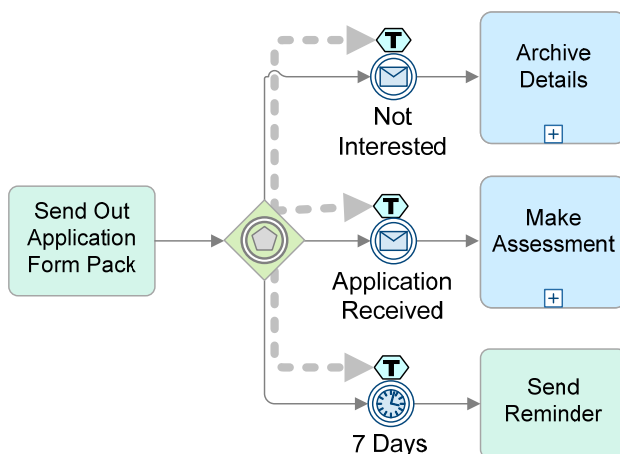 T
Archive
Details
Not
Interested
Send Out
Application
Form Pack
T
Make
Assessment
Application
Received
T
Send
Reminder
7 Days